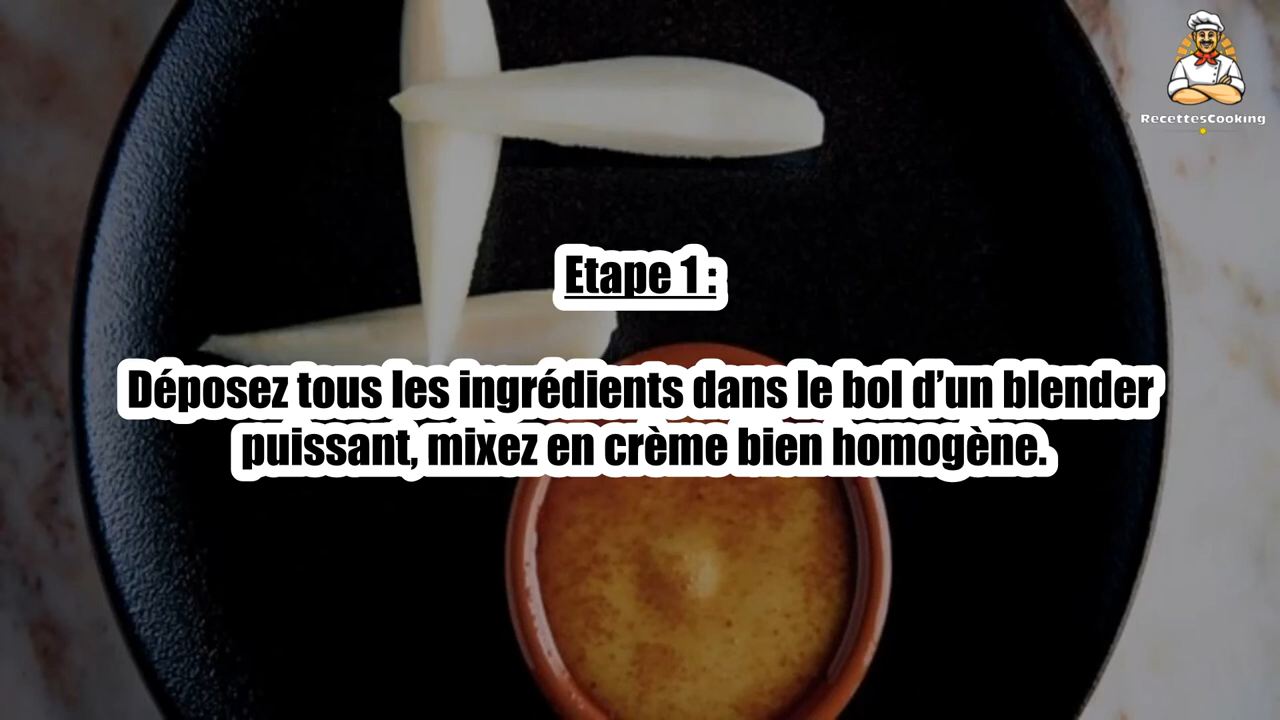 RecettesCooking
Etape 1 :
Déposez tous les ingrédients dans le bol d’un blender
puissant, mixez en crème bien homogène.